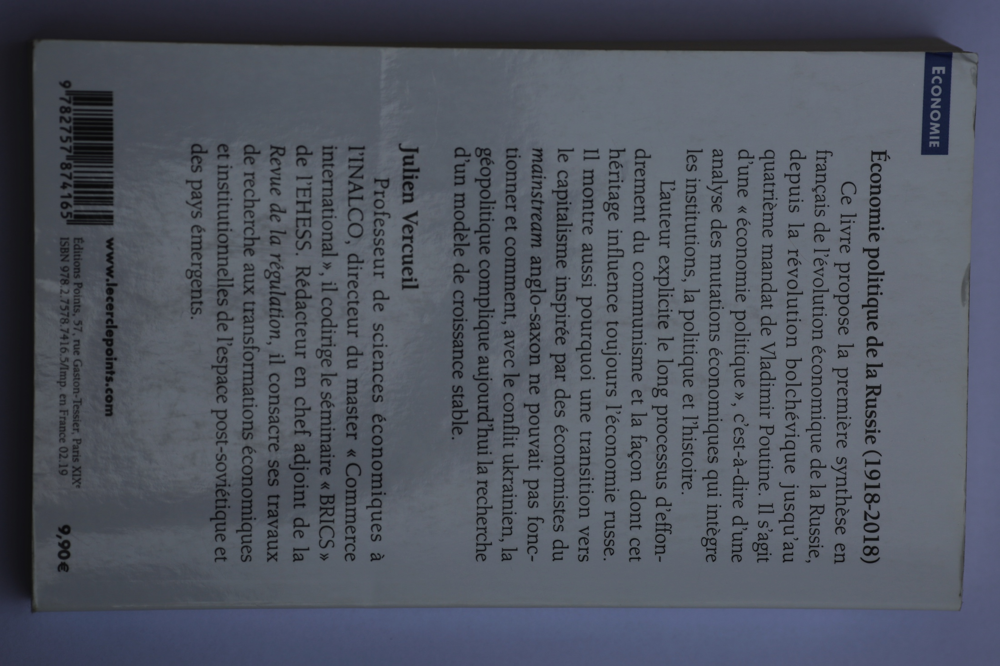 ECONOMIE
Économie politique de la Russie (1918-2018)
Ce livre propose la première synthèse en
français de l'évolution économique de la Russie,
depuis la révolution bolchévique jusqu'au
quatrième mandat de Vladimir Poutine. Il s'agit
d'une « économie politique », c'est-à-dire d'une
analyse des mutations économiques qui intègre
les institutions, la politique et l'histoire.
L'auteur explicite le long processus d'effon-
drement du communisme et la façon dont cet
héritage influence toujours l'économie russe.
Il montre aussi pourquoi une transition vers
le capitalisme inspirée par des économistes du
mainstream anglo-saxon ne pouvait pas fonc-
tionner et comment, avec le conflit ukrainien, la
géopolitique complique aujourd'hui la recherche
d'un modèle de croissance stable.
Julien Vercueil
Professeur de sciences économiques à
l'INALCO, directeur du master « Commerce
international », il codirige le séminaire « BRICS »
de l'EHESS. Rédacteur en chef adjoint de la
Revue de la régulation, il consacre ses travaux
de recherche aux transformations économiques
et institutionnelles de l'espace post-soviétique et
des pays émergents.
www.lecerclepoints.com
Éditions Points, 57, rue Gaston-Tessier, Paris XIXe
ISBN 978.2.7578.7416.5/Imp. en France 02.19
9 782757 874165
9,90€